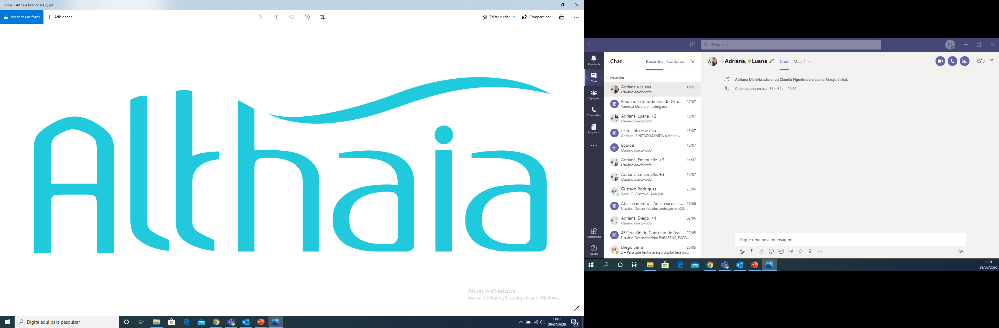 Fotos - Althaia branco (002).gif
Ver todas as fotos
Adicionar a
Editar e criar
Compartilhar
Althaia
Ativar o Windows
Acesse Configurações para ativar o Windows.
Digite aqui para pesquisar
11:01
29/07/2020
23
Pesquisar
CF
Atividade
Chat
Equipes
Chamadas
Arquivos
Aplicativos
Ajuda
Chat
Recentes
Contatos
Recentes
Adriana e Luana 09:51
Usuário adicionado
Reunião Extraordinária do GT d... 27/07
Vanessa Moura: mt obrigada
Adriana, Luana, +2 16/07
Usuário adicionado
teste link de acesso 16/07
Adriana: é NITAZOXANIDA o Annita..
Equipe 16/07
Usuário adicionado
Adriana, Emanuelle, +3 16/07
Usuário adicionado
Adriana, Emanuelle, +3 10/07
Usuário adicionado
GR
Gustavo Rodrigues 23/06
Você: Oi Gustavo! Ahh joia
Abastecimento - Anestésicos e ... 16/06
Usuário Desconhecido: andre.jochen@fr...
Adriana, Diego, +4 02/06
Usuário adicionado
4ª Reunião do Conselho de Ass... 27/05
Usuário Desconhecido: PARABÉNS, EXCE...
DS
Diego Serra 26/05
2 – Para que tenha acesso digital terá qu...
A
Adriana, Luana
Chat
Mais 1
3
Adriana Diaféria adicionou Claudia Figueiredo e Luana Araujo à chat.
Chamada encerrada 37m 35s 10:29
Digite uma nova mensagem
GIF
11:01
29/07/2020